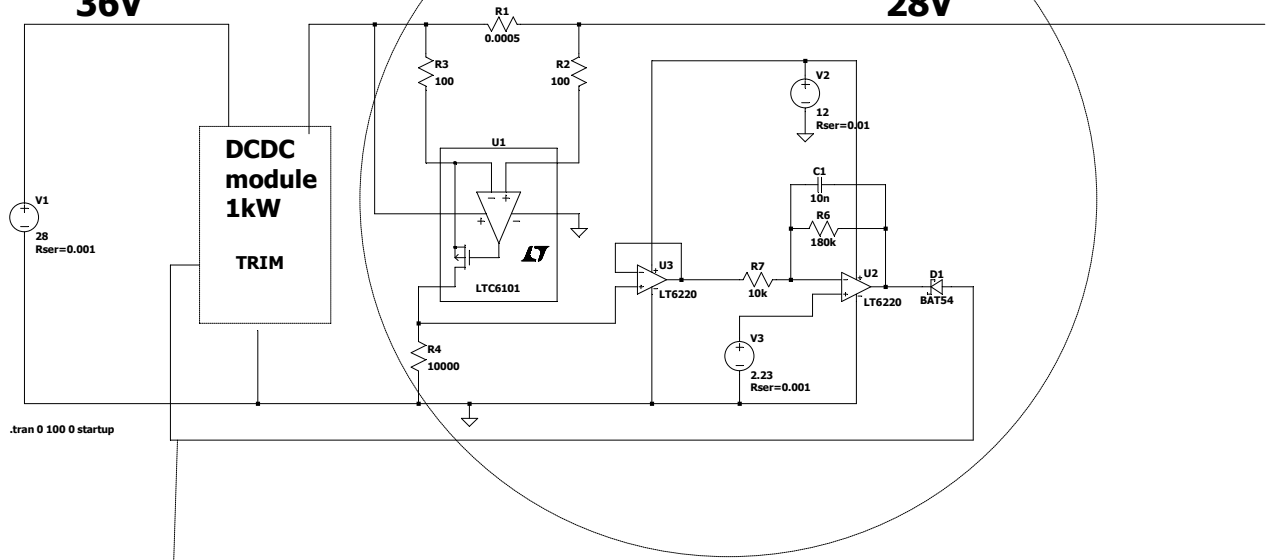 36V
28V
R1
0.0005
R3
100
R2
100
V2
12
Rser=0.01
U1
DCDC
module
1kW
TRIM
V1
28
Rser=0.001
C1
10n
R6
180k
LTC6101
U3
LT6220
R7
10k
U2
LT6220
D1
BAT54
V3
2.23
Rser=0.001
R4
10000
.tran 0 100 0 startup